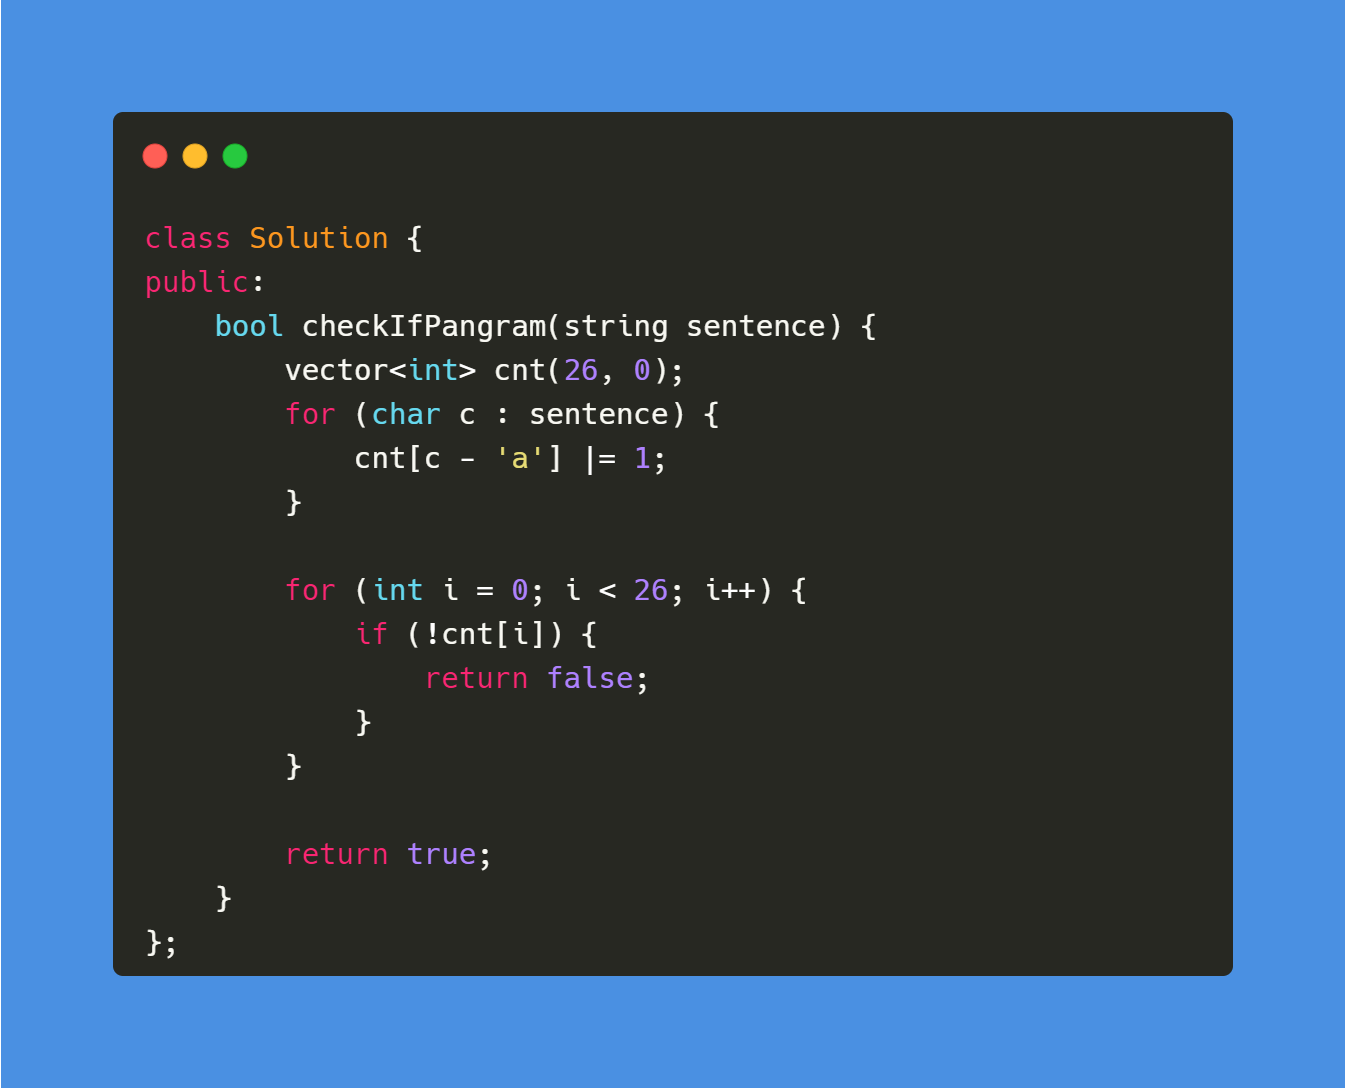 class Solution {
public:
    bool checkIfPangram(string sentence) {
        vector<int> cnt(26, 0);
        for (char c : sentence) {
            cnt[c - 'a'] |= 1;
        }

        for (int i = 0; i < 26; i++) {
            if (!cnt[i]) {
                return false;
            }
        }

        return true;
    }
};